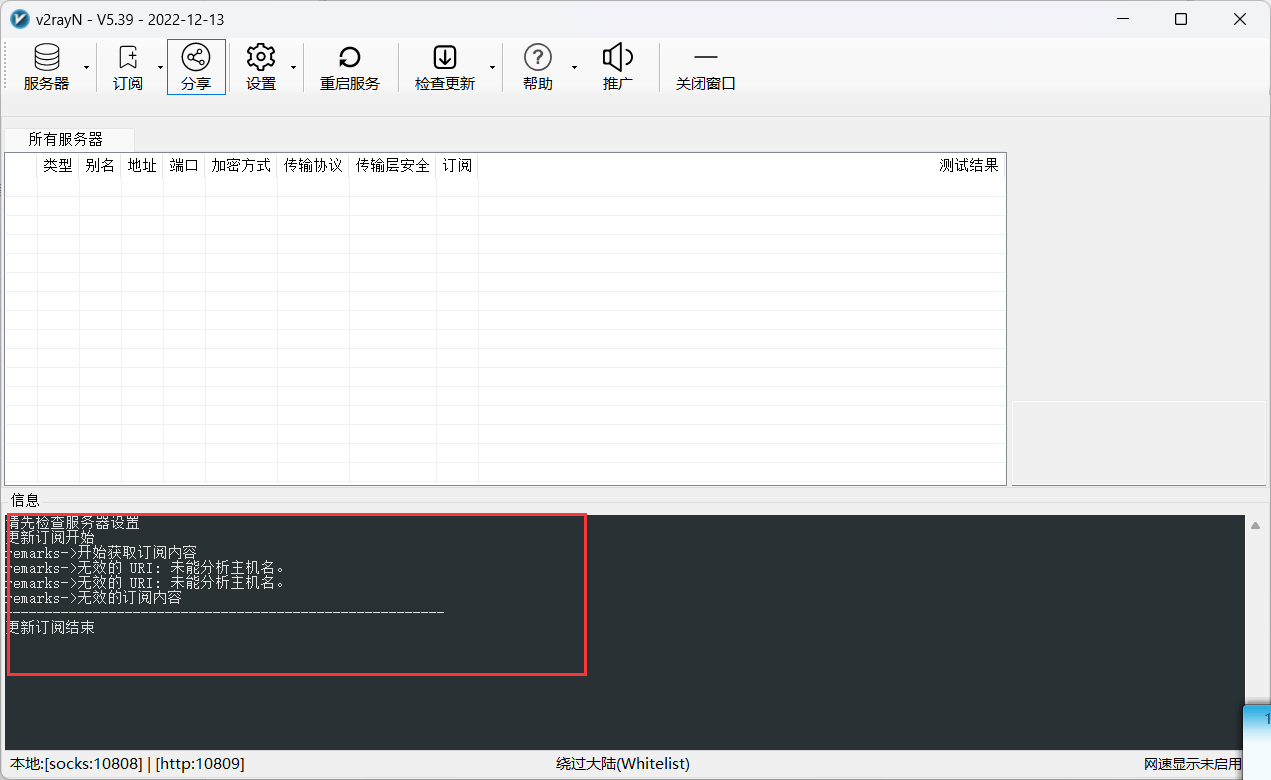 v2rayN - V5.39 - 2022-12-13
服务器 订阅 分享 设置 重启服务 检查更新 帮助 推广 关闭窗口
所有服务器
类型 别名 地址 端口 加密方式 传输协议 传输层安全 订阅 测试结果
信息
请先检查服务器设置
更新订阅开始
remarks->开始获取订阅内容
remarks->无效的 URI: 未能分析主机名。
remarks->无效的 URI: 未能分析主机名。
remarks->无效的订阅内容
-------------------------------------------------------
更新订阅结束
本地:[socks:10808] | [http:10809] 绕过大陆(Whitelist) 网速显示未启用